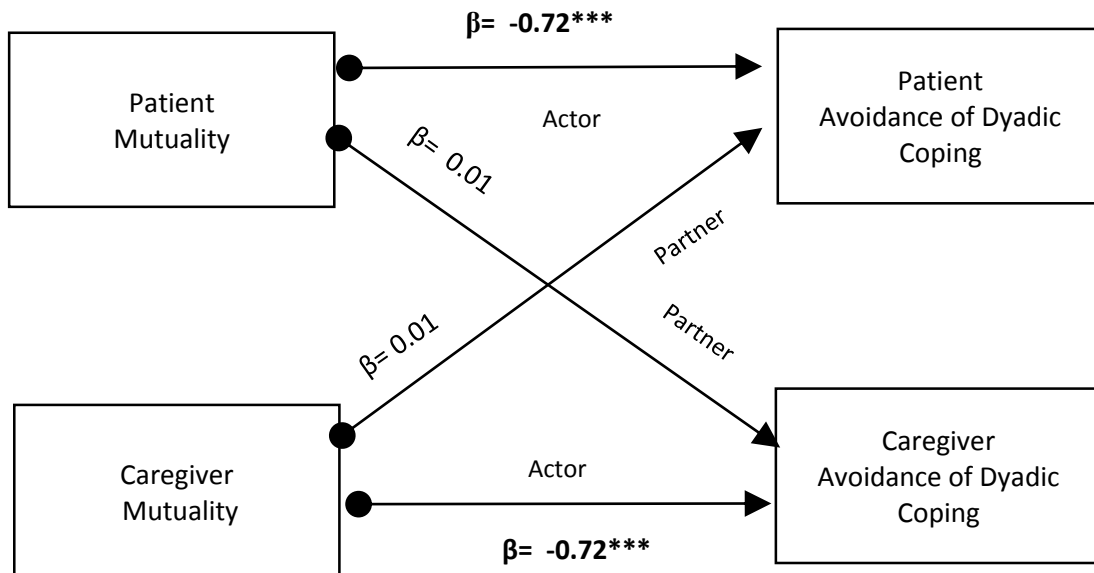 β= -0.72***
Patient
Mutuality
Actor
Patient
Avoidance of Dyadic
Coping
β= 0.01
Partner
Partner
β= 0.01
Caregiver
Mutuality
Actor
Caregiver
Avoidance of Dyadic
Coping
β= -0.72***